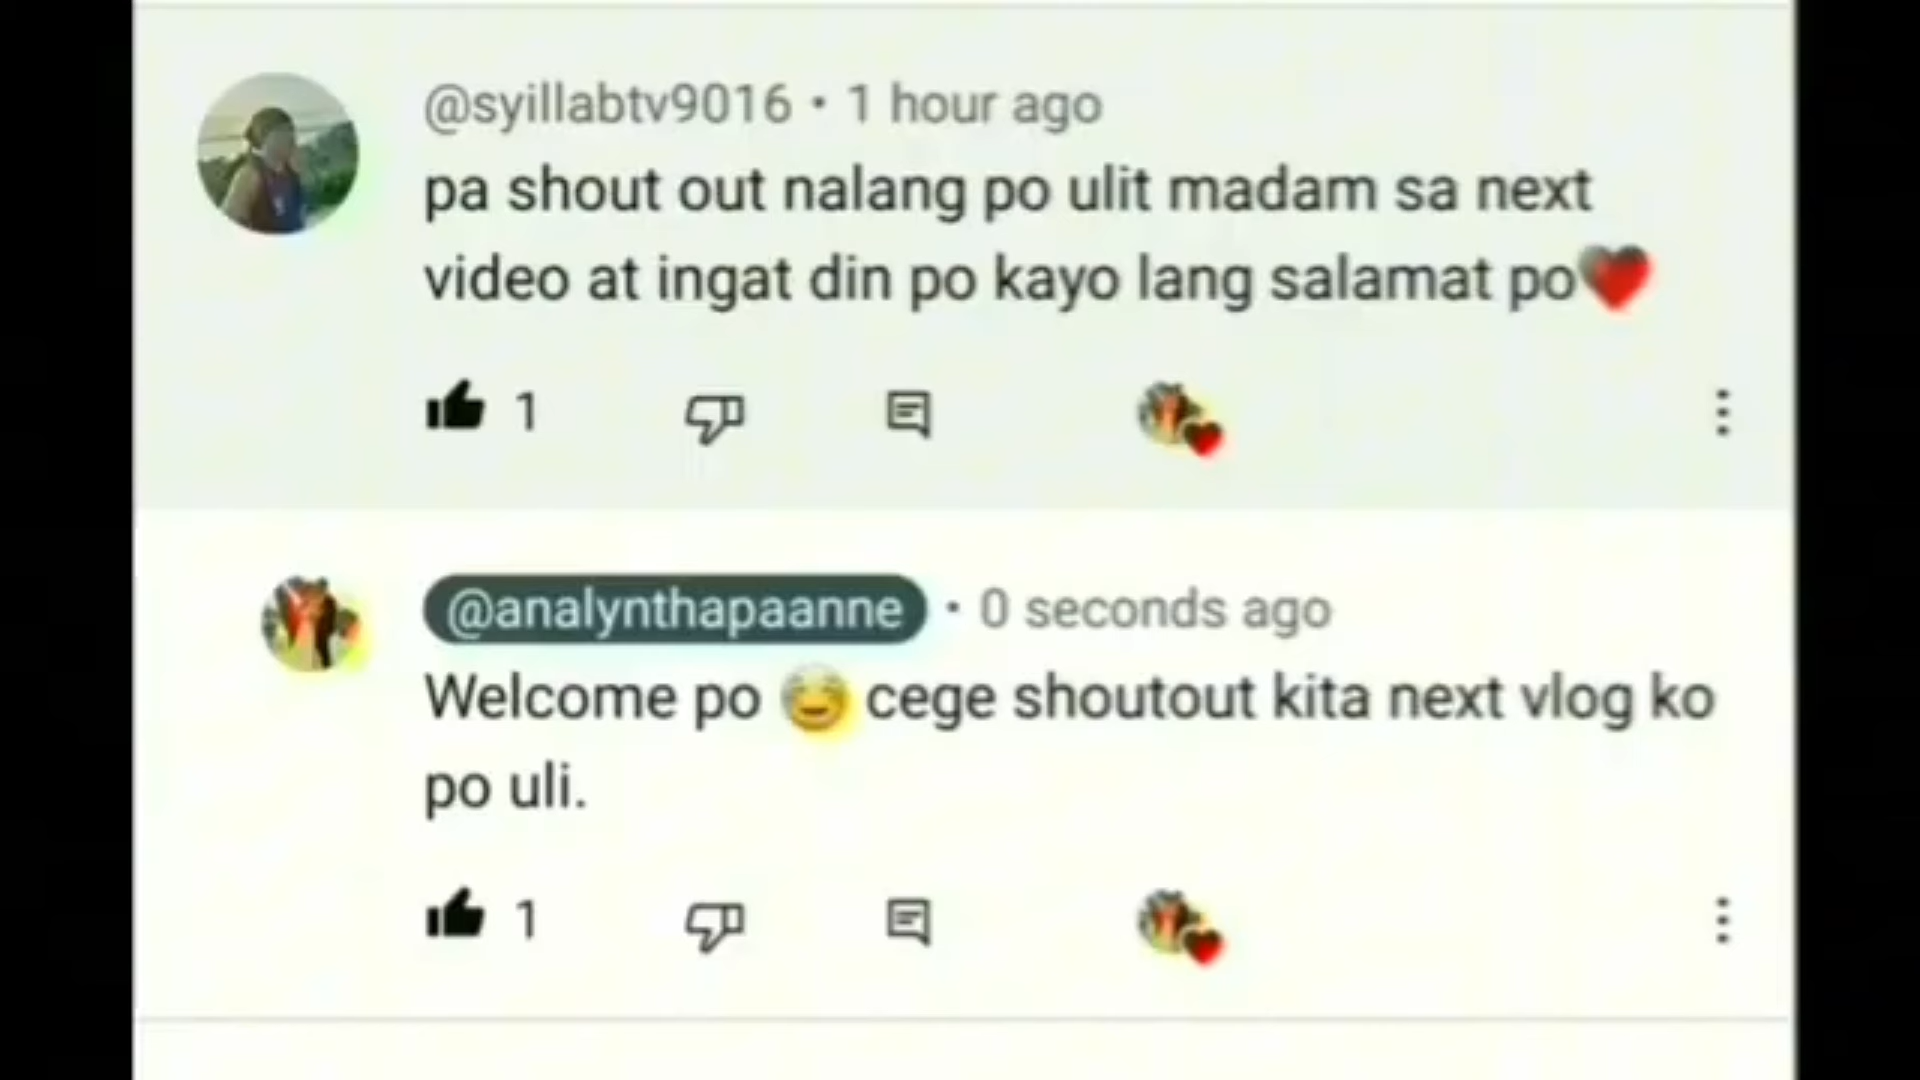 @syillabtv9016 • 1 hour ago
pa shout out nalang po ulit madam sa next
video at ingat din po kayo lang salamat po❤️
1
@analynthapaanne • 0 seconds ago
Welcome po 😅 cege shoutout kita next vlog ko
po uli.
1